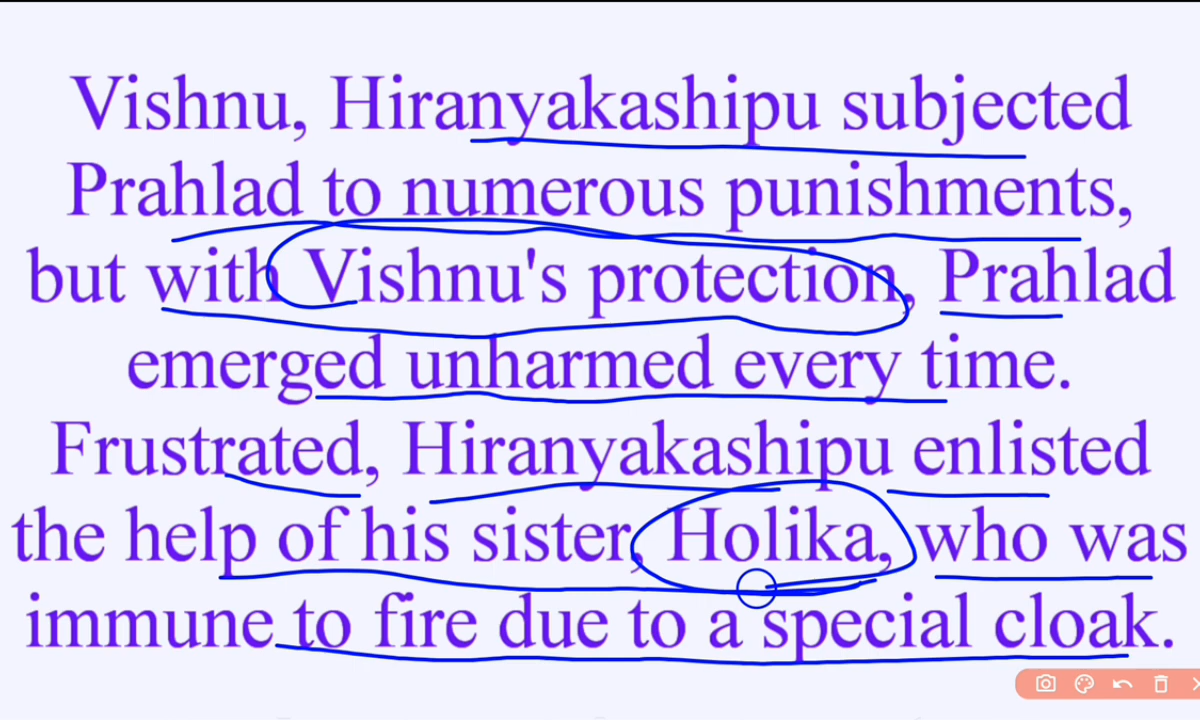 Vishnu, Hiranyakashipu subjected
Prahlad to numerous punishments,
but with Vishnu's protection, Prahlad
emerged unharmed every time.
Frustrated, Hiranyakashipu enlisted
the help of his sister, Holika, who was
immune to fire due to a special cloak.